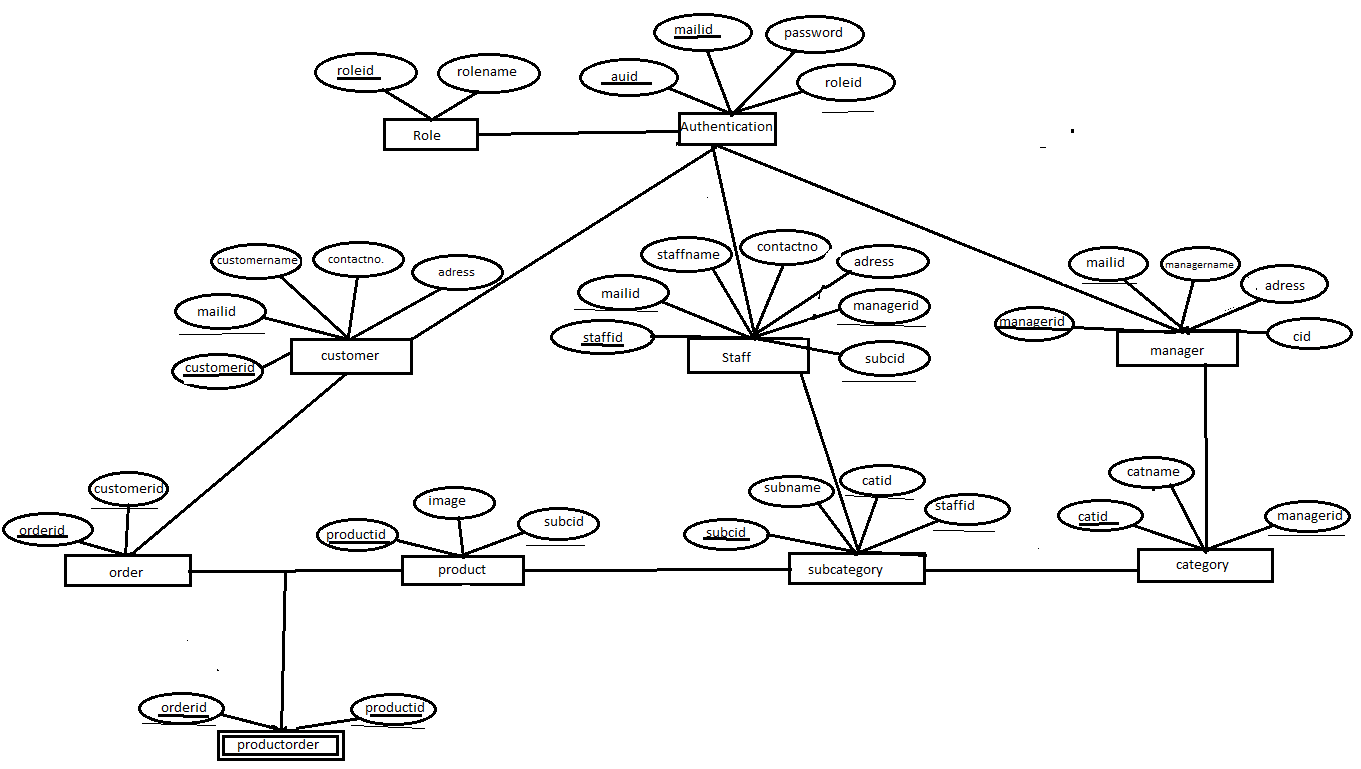 mailid
password
roleid
rolename
auid
roleid
Role
Authentication
customername
contactno.
adress
mailid
customerid
customer
staffname
contactno
adress
mailid
managerid
staffid
subcid
Staff
mailid
managername
adress
managerid
cid
manager
customerid
orderid
order
image
productid
subcid
product
subname
catid
staffid
subcid
subcategory
catname
catid
managerid
category
orderid
productid
productorder